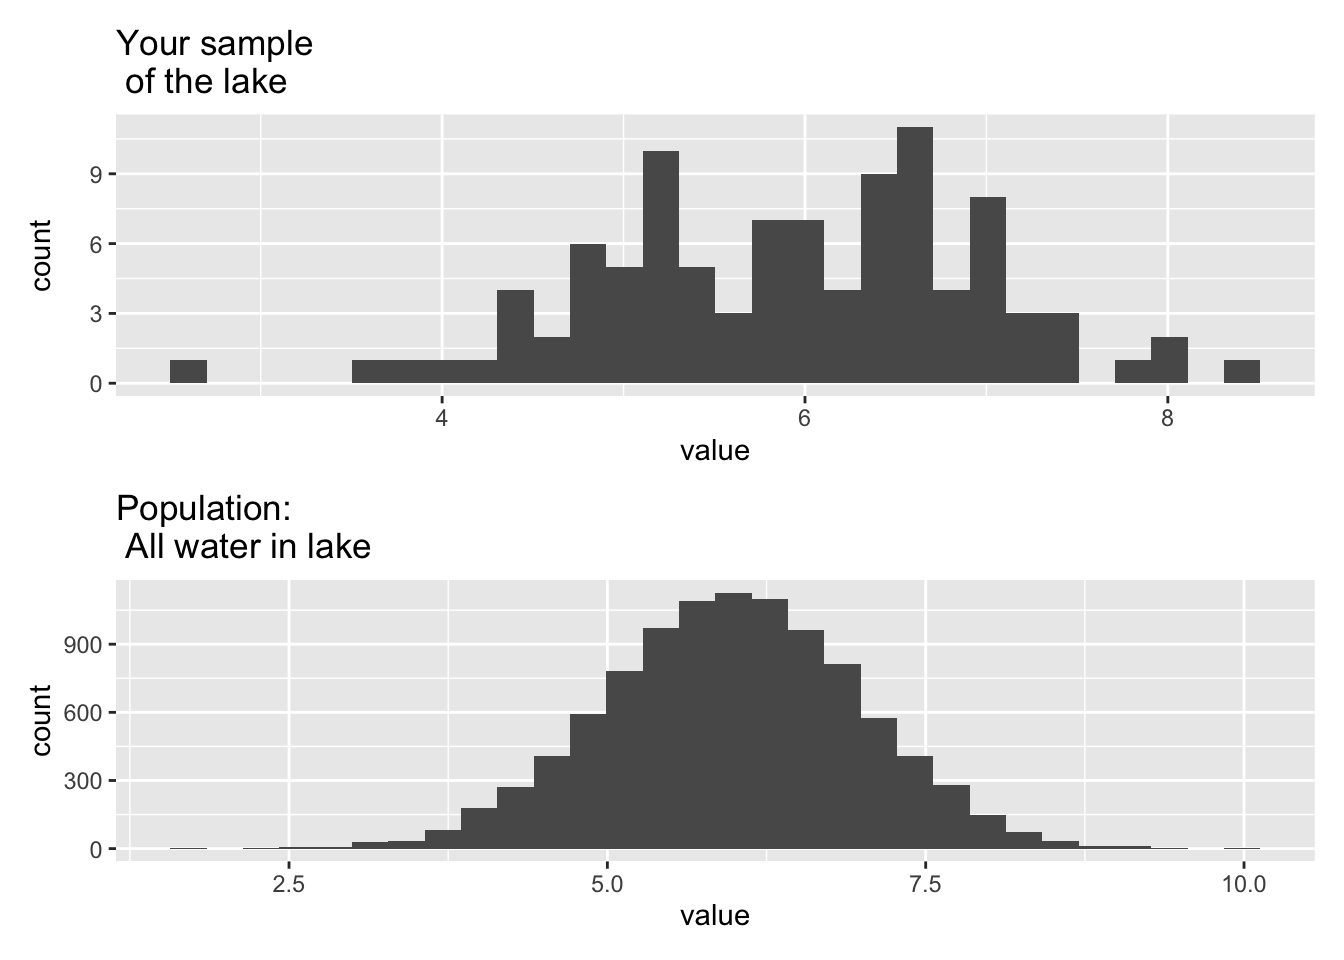 Your sample
of the lake
9
6
3
0
count
4 6 8
value
Population:
All water in lake
900
600
300
0
count
2.5 5.0 7.5 10.0
value